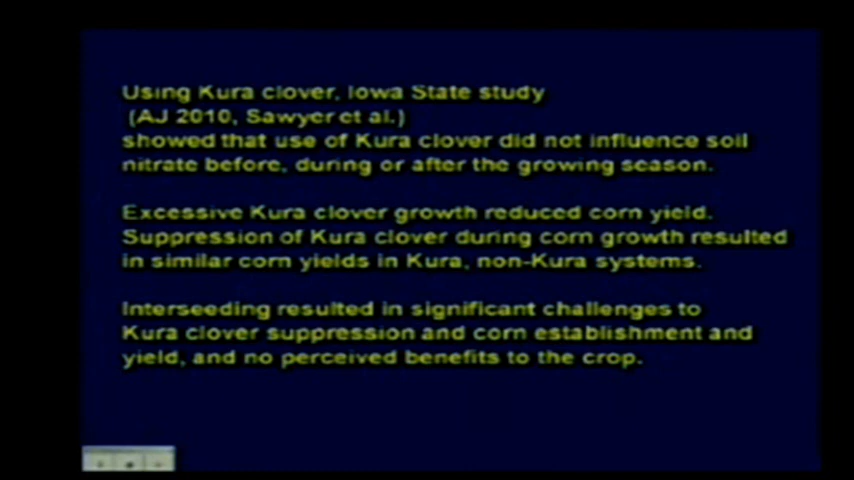 Using Kura clover, Iowa State study
(AJ 2010, Sawyer et al.)
showed that use of Kura clover did not influence soil
nitrate before, during or after the growing season.
Excessive Kura clover growth reduced corn yield.
Suppression of Kura clover during corn growth resulted
in similar corn yields in Kura, non-Kura systems.
Interseeding resulted in significant challenges to
Kura clover suppression and corn establishment and
yield, and no perceived benefits to the crop.